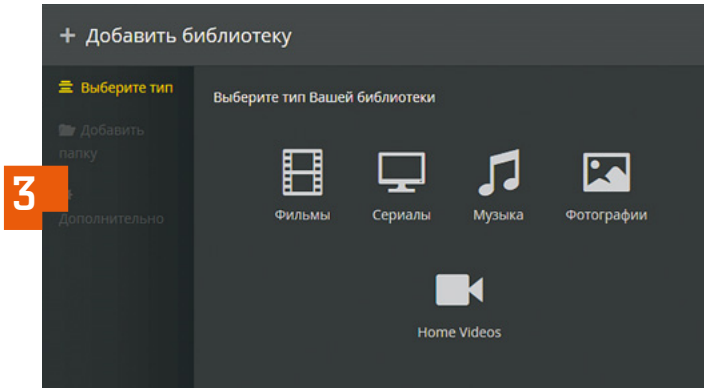 + Добавить библиотеку
Выберите тип
Добавить
папку
Дополнительно
3
Выберите тип Вашей библиотеки
Фильмы Сериалы Музыка Фотографии
Home Videos